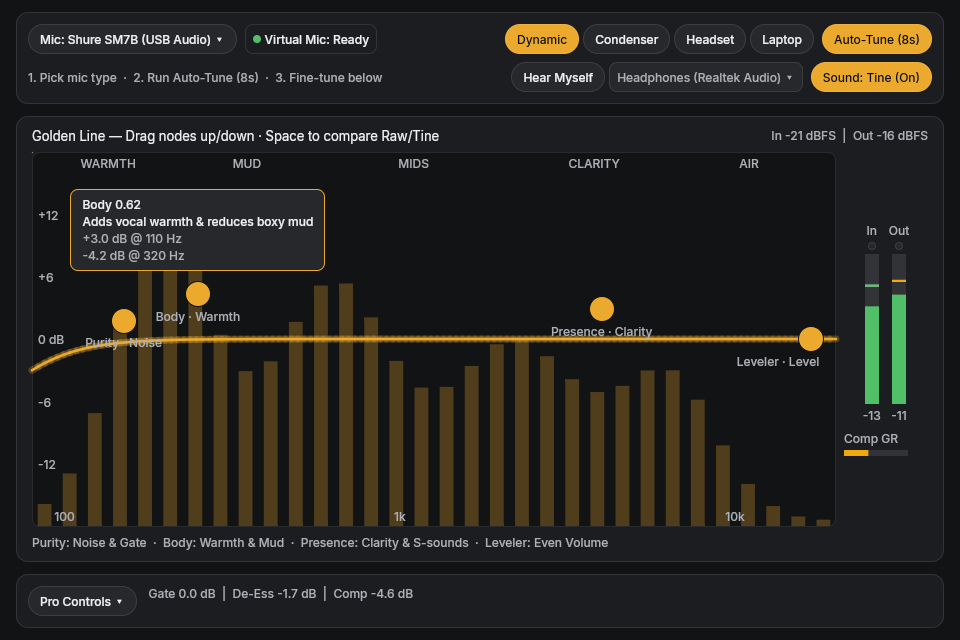 Mic: Shure SM7B (USB Audio) ▾
Virtual Mic: Ready
Dynamic
Condenser
Headset
Laptop
Auto-Tune (8s)
1. Pick mic type · 2. Run Auto-Tune (8s) · 3. Fine-tune below
Hear Myself
Headphones (Realtek Audio) ▾
Sound: Tine (On)
Golden Line — Drag nodes up/down · Space to compare Raw/Tine
In -21 dBFS | Out -16 dBFS
WARMTH
MUD
MIDS
CLARITY
AIR
Body 0.62
Adds vocal warmth & reduces boxy mud
+3.0 dB @ 110 Hz
-4.2 dB @ 320 Hz
+12
+6
0 dB
-6
-12
Purity · Noise
Body · Warmth
Presence · Clarity
Leveler · Level
100
1k
10k
In
Out
-13
-11
Comp GR
Purity: Noise & Gate · Body: Warmth & Mud · Presence: Clarity & S-sounds · Leveler: Even Volume
Pro Controls ▾
Gate 0.0 dB | De-Ess -1.7 dB | Comp -4.6 dB